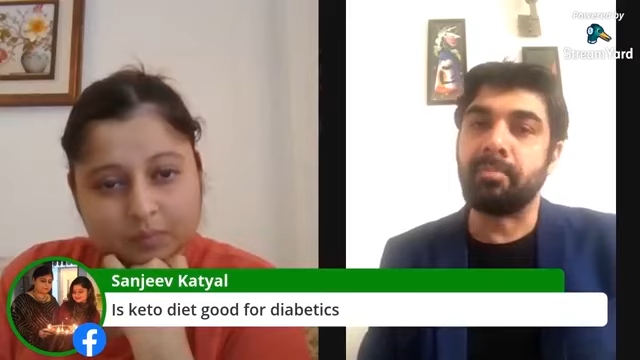 Powered by
StreamYard
Sanjeev Katyal
Is keto diet good for diabetics